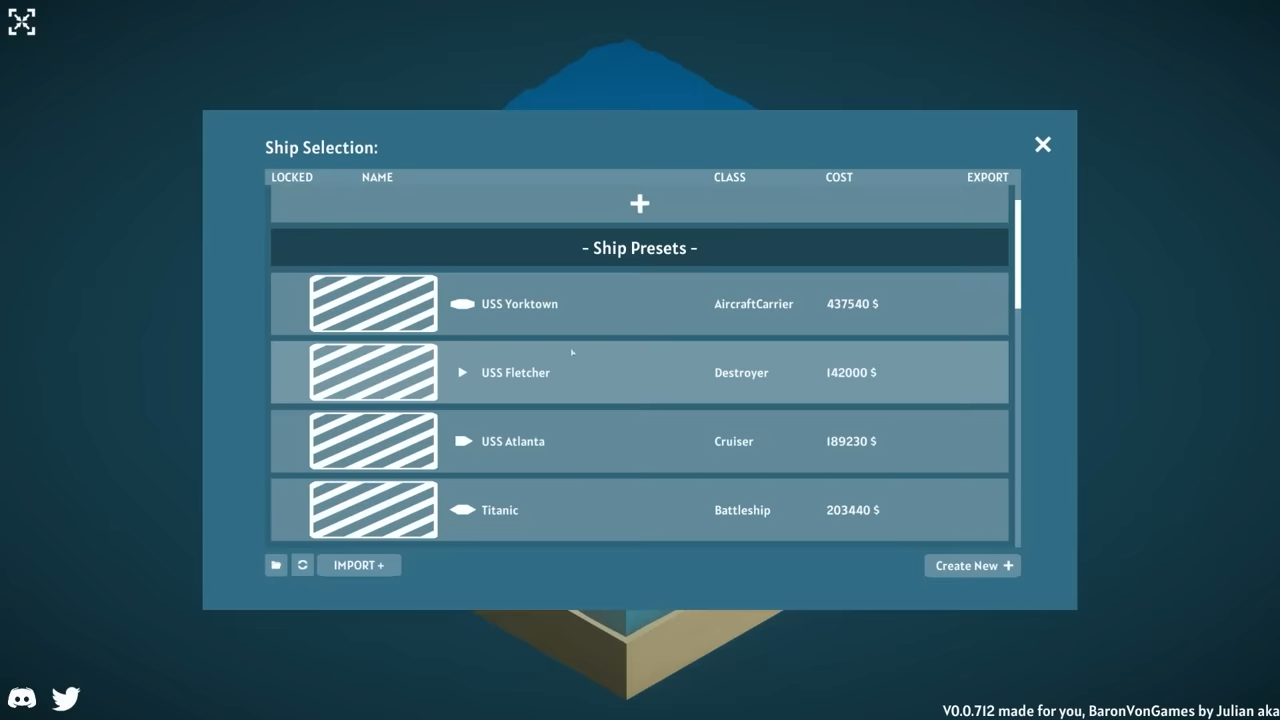 Ship Selection:
LOCKED NAME CLASS COST EXPORT
- Ship Presets -
USS Yorktown AircraftCarrier 437540 $
USS Fletcher Destroyer 142000 $
USS Atlanta Cruiser 189230 $
Titanic Battleship 203440 $
IMPORT + Create New +
V0.0.712 made for you, BaronVonGames by Julian aka